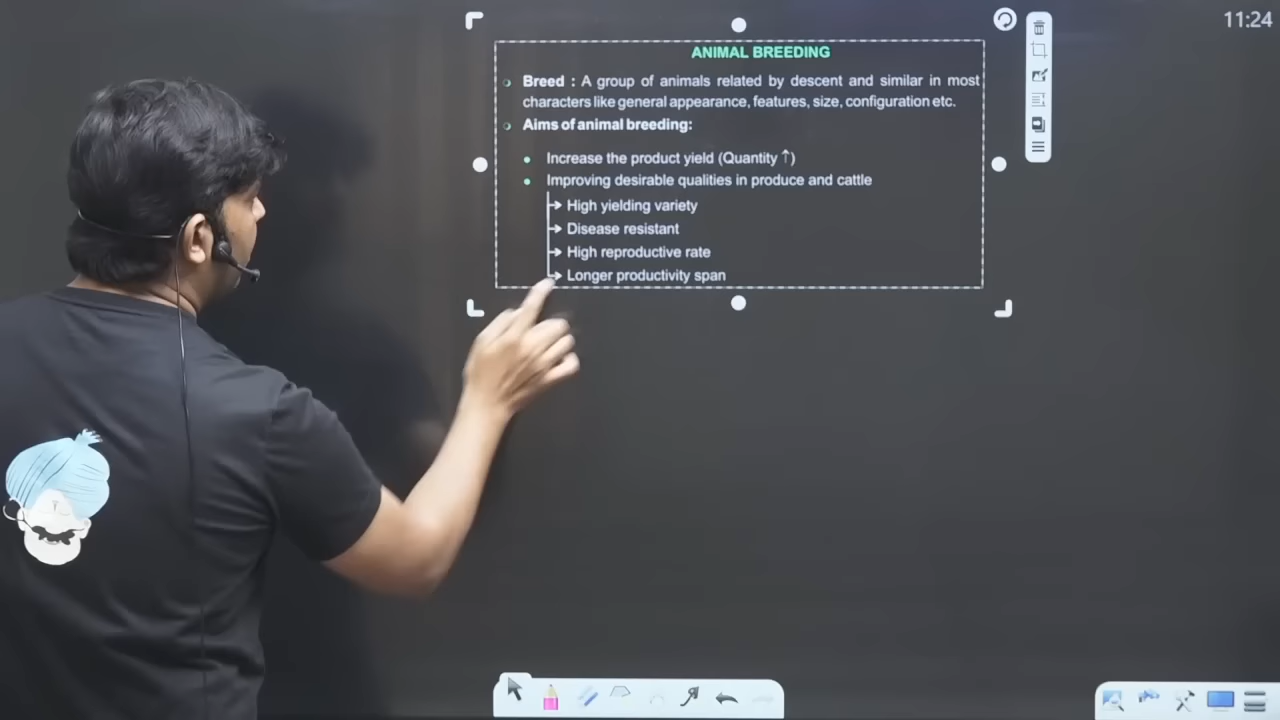 11:24
ANIMAL BREEDING
Breed : A group of animals related by descent and similar in most
characters like general appearance, features, size, configuration etc.
Aims of animal breeding:
Increase the product yield (Quantity ↑)
Improving desirable qualities in produce and cattle
High yielding variety
Disease resistant
High reproductive rate
Longer productivity span